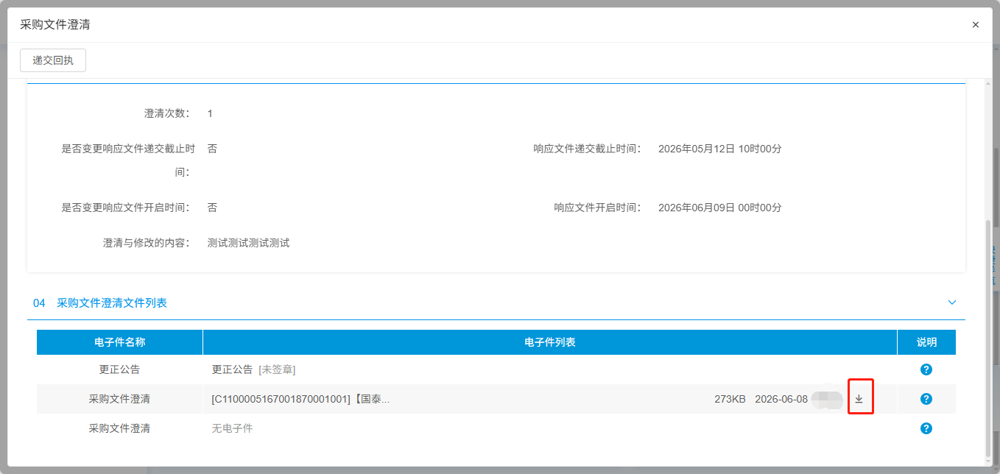 采购文件澄清
×
递交回执
澄清次数： 1
是否变更响应文件递交截止时 否 响应文件递交截止时间： 2026年05月12日 10时00分
间：
是否变更响应文件开启时间： 否 响应文件开启时间： 2026年06月09日 00时00分
澄清与修改的内容： 测试测试测试测试
04 采购文件澄清文件列表
电子件名称 电子件列表 说明
更正公告 更正公告 [未签章] ?
采购文件澄清 [C1100005167001870001001]【国泰... 273KB 2026-06-08 ?
采购文件澄清 无电子件 ?